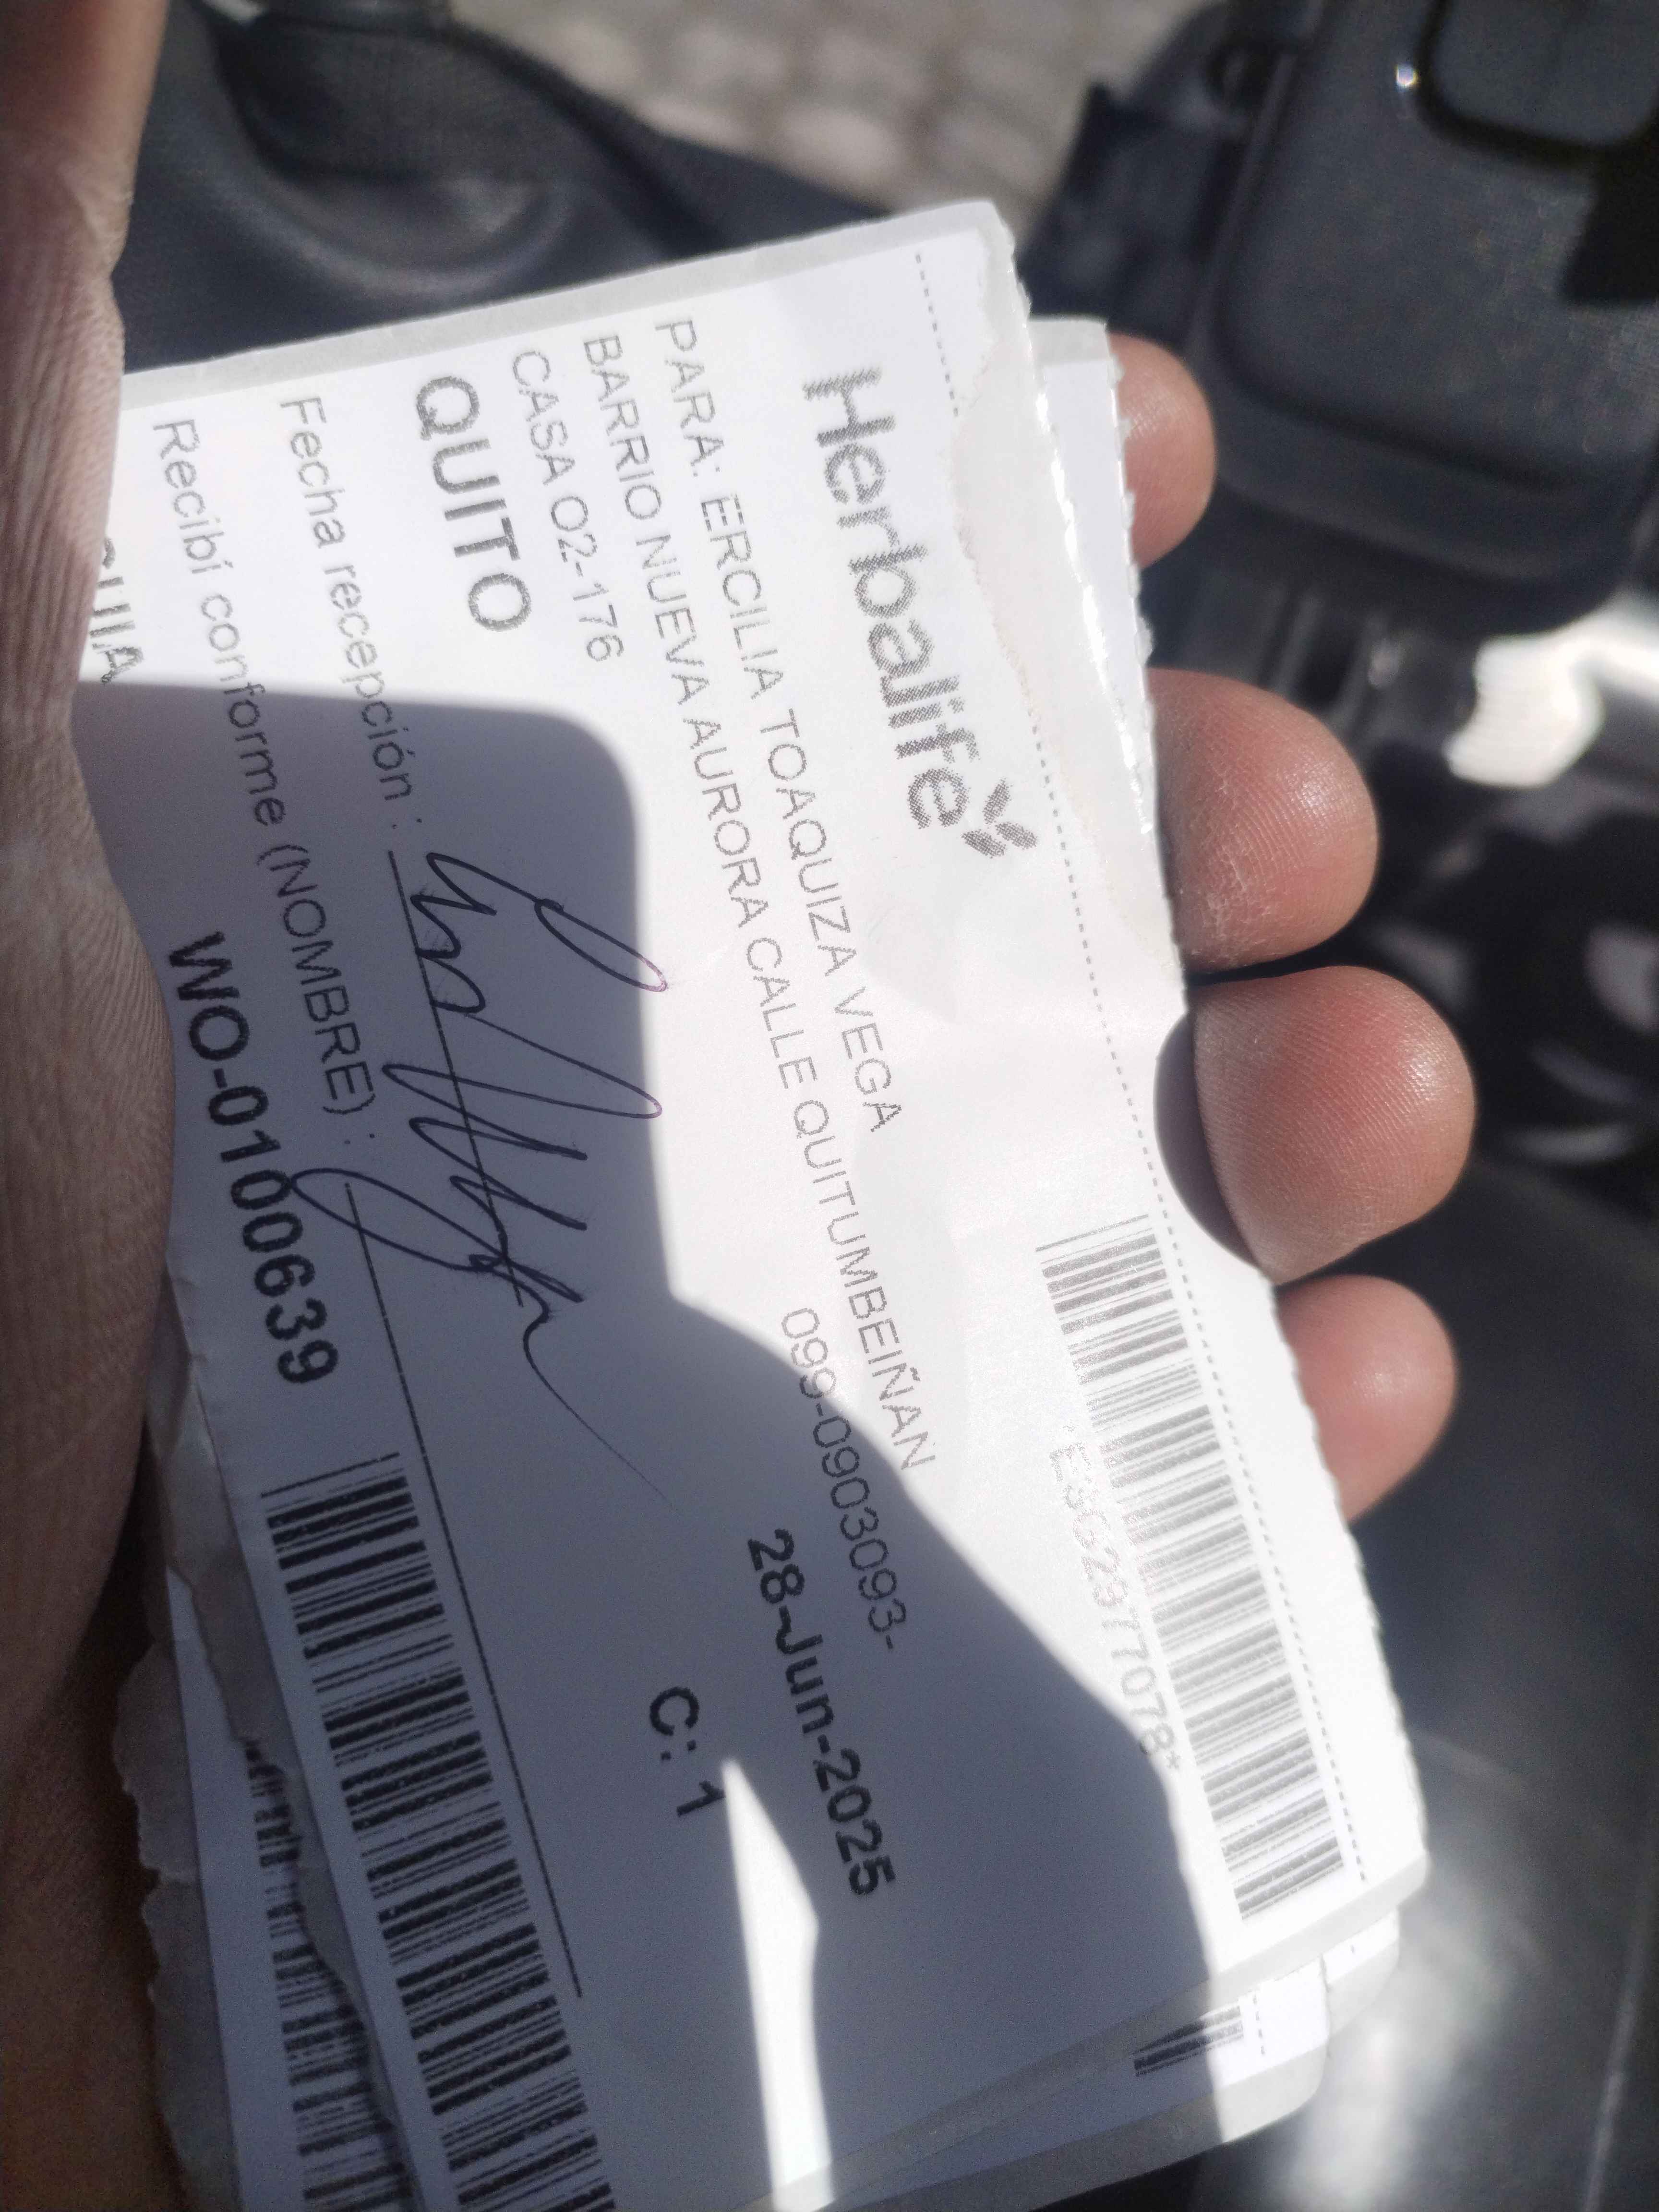 Herbalife
*E3G2377078*
PARA: ERCILIA TOAQUIZA VEGA
BARRIO NUEVA AURORA CALLE QUITUMBEIÑAN
CASA O2-176
099-0903093-
QUITO
28-Jun-2025
C: 1
Fecha recepción :
Recibí conforme (NOMBRE) :
WO-0100639